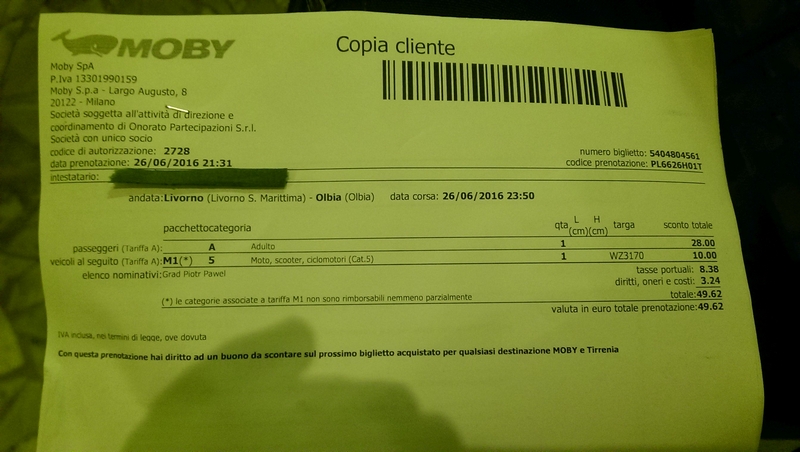 MOBY
Copia cliente
Moby SpA
P.Iva 13301990159
Moby S.p.a - Largo Augusto, 8
20122 - Milano
Società soggetta all'attività di direzione e
coordinamento di Onorato Partecipazioni S.r.l.
Società con unico socio
codice di autorizzazione: 2728
numero biglietto: 5404804561
data prenotazione: 26/06/2016 21:31
codice prenotazione: PL6626H01T
intestatario:
andata:Livorno (Livorno S. Marittima) - Olbia (Olbia) data corsa: 26/06/2016 23:50
pacchettocategoria qta L (cm) H (cm) targa sconto totale
passeggeri (Tariffa A): A Adulto 1 28.00
veicoli al seguito (Tariffa A): M1(*) 5 Moto, scooter, ciclomotori (Cat.5) 1 WZ3170 10.00
elenco nominativi:Grad Piotr Pawel
tasse portuali: 8.38
diritti, oneri e costi: 3.24
(*) le categorie associate a tariffa M1 non sono rimborsabili nemmeno parzialmente
totale:49.62
valuta in euro totale prenotazione:49.62
IVA inclusa, nei termini di legge, ove dovuta
Con questa prenotazione hai diritto ad un buono da scontare sul prossimo biglietto acquistato per qualsiasi destinazione MOBY e Tirrenia